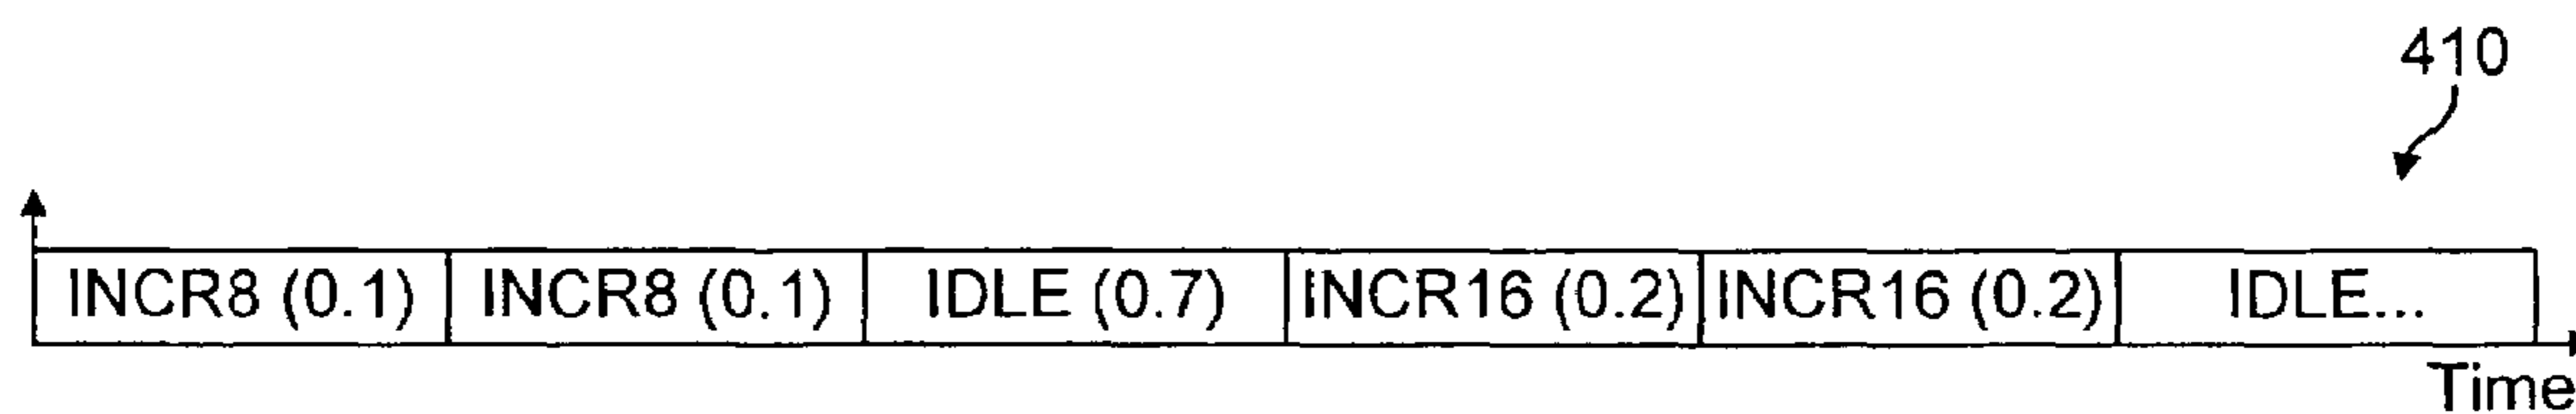 410
INCR8 (0.1) INCR8 (0.1) IDLE (0.7) INCR16 (0.2) INCR16 (0.2) IDLE...
Time